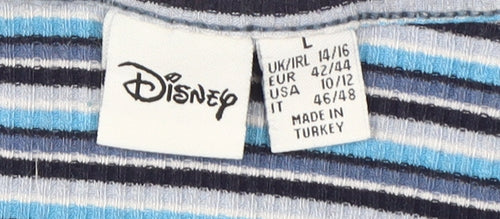 Disney
L
UK/IRL 14/16
EUR 42/44
USA 10/12
IT 46/48
MADE IN
TURKEY